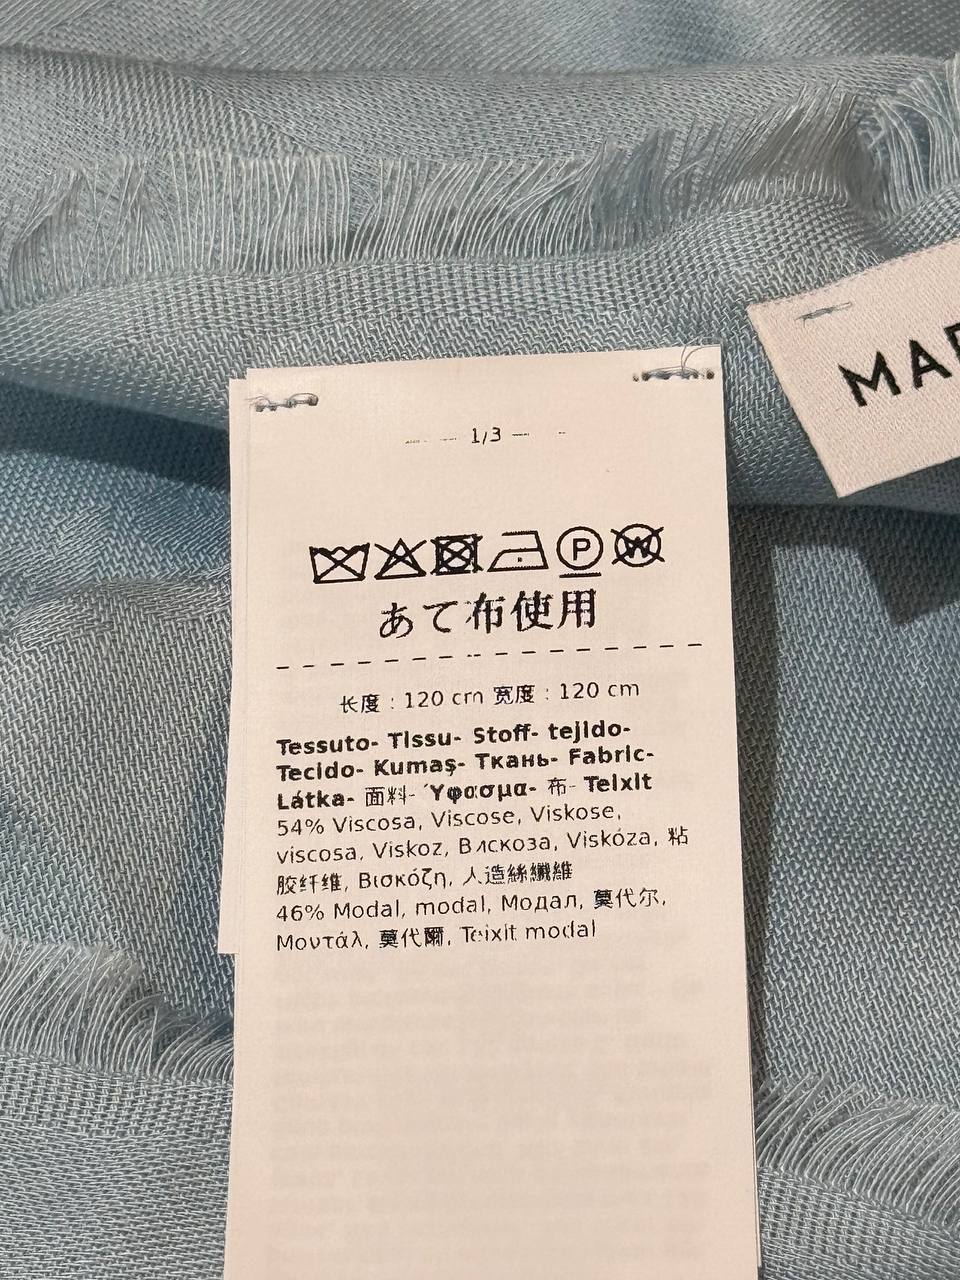 1/3
P W
あて布使用
长度 : 120 cm 宽度 : 120 cm
Tessuto- Tissu- Stoff- tejido-
Tecido- Kumaş- Ткань- Fabric-
Látka- 面料- Ύφασμα- 布- Teixit
54% Viscosa, Viscose, Viskose,
viscosa, Viskoz, Вискоза, Viskóza, 粘
胶纤维, Βισκόζη, 人造絲纖維
46% Modal, modal, Модал, 莫代尔,
Μοντάλ, 莫代爾, Teixit modal